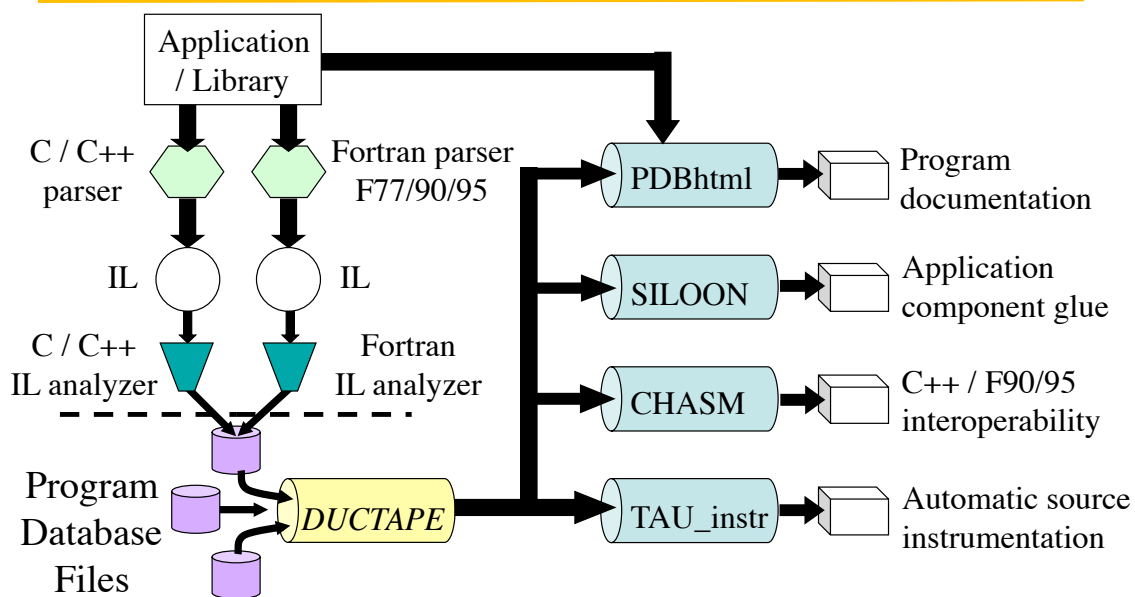 Application
/ Library
C / C++
parser
Fortran parser
F77/90/95
IL
IL
C / C++
IL analyzer
Fortran
IL analyzer
Program
Database
Files
DUCTAPE
PDBhtml
Program
documentation
SILOON
Application
component glue
CHASM
C++ / F90/95
interoperability
TAU_instr
Automatic source
instrumentation